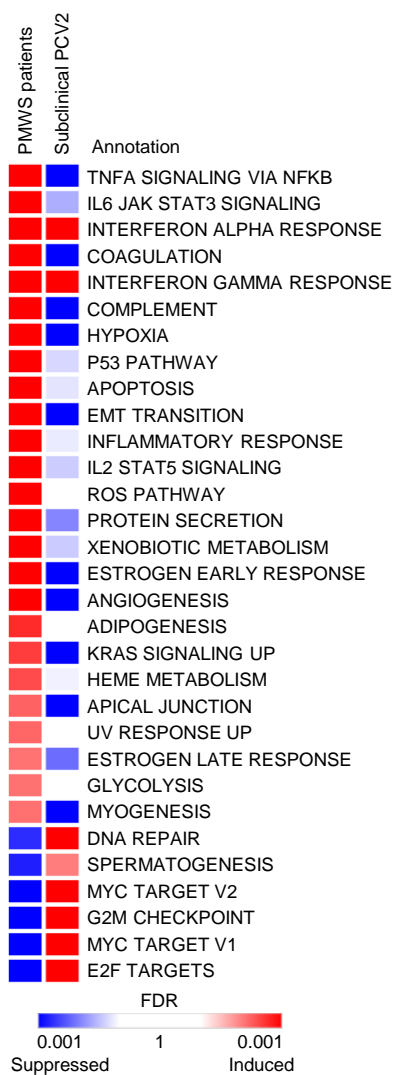 PMWS patients
Subclinical PCV2
Annotation
TNFA SIGNALING VIA NFKB
IL6 JAK STAT3 SIGNALING
INTERFERON ALPHA RESPONSE
COAGULATION
INTERFERON GAMMA RESPONSE
COMPLEMENT
HYPOXIA
P53 PATHWAY
APOPTOSIS
EMT TRANSITION
INFLAMMATORY RESPONSE
IL2 STAT5 SIGNALING
ROS PATHWAY
PROTEIN SECRETION
XENOBIOTIC METABOLISM
ESTROGEN EARLY RESPONSE
ANGIOGENESIS
ADIPOGENESIS
KRAS SIGNALING UP
HEME METABOLISM
APICAL JUNCTION
UV RESPONSE UP
ESTROGEN LATE RESPONSE
GLYCOLYSIS
MYOGENESIS
DNA REPAIR
SPERMATOGENESIS
MYC TARGET V2
G2M CHECKPOINT
MYC TARGET V1
E2F TARGETS
FDR
0.001 1 0.001
Suppressed Induced